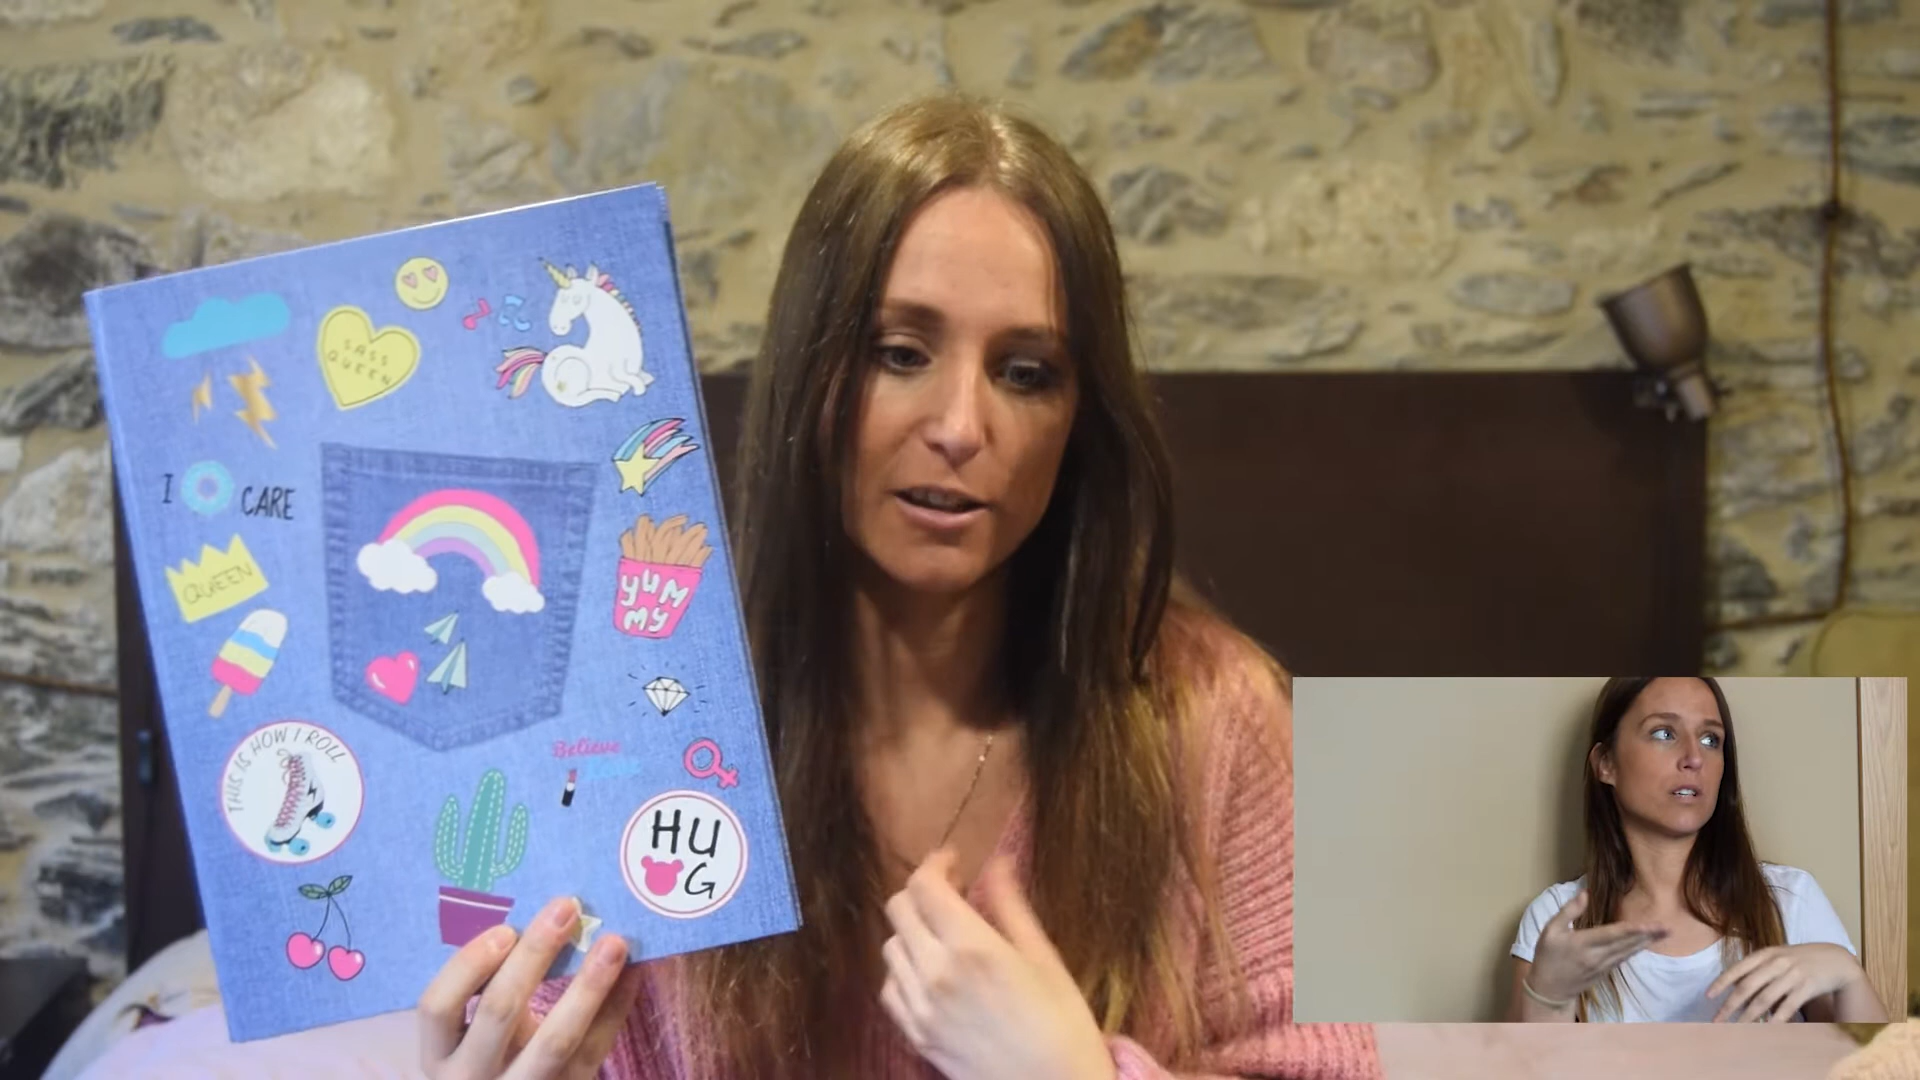 SASS
QUEEN
I CARE
QUEEN
YUM
MY
THIS IS HOW I ROLL
Believe
HU
G